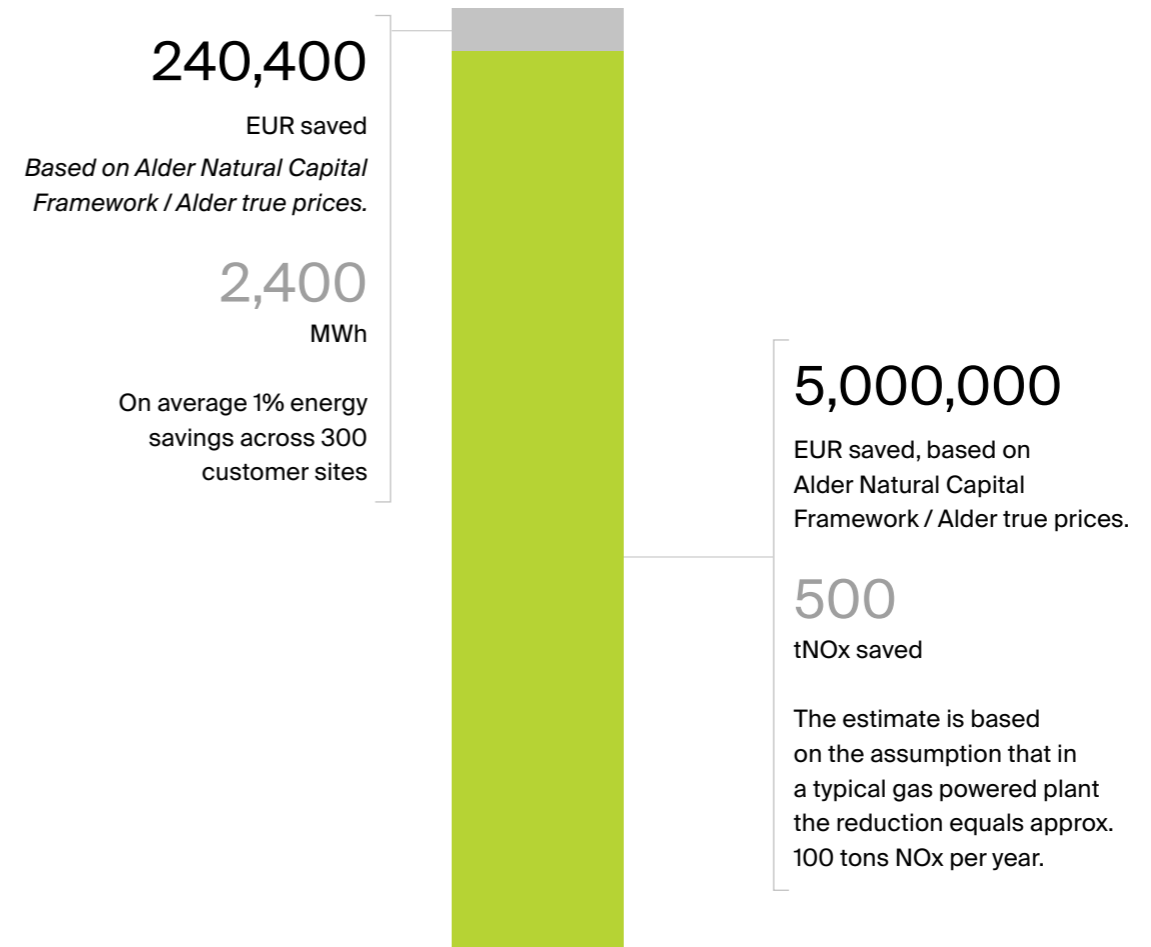 240,400
EUR saved
Based on Alder Natural Capital
Framework / Alder true prices.
2,400
MWh
On average 1% energy
savings across 300
customer sites
5,000,000
EUR saved, based on
Alder Natural Capital
Framework / Alder true prices.
500
tNOx saved
The estimate is based
on the assumption that in
a typical gas powered plant
the reduction equals approx.
100 tons NOx per year.